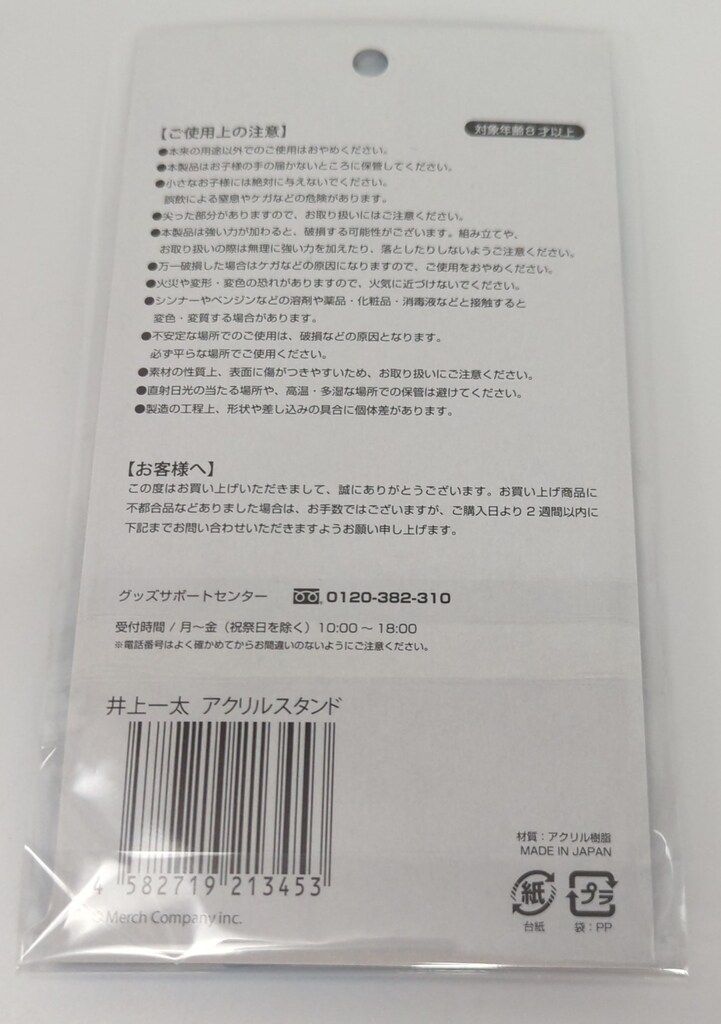 【ご使用上の注意】
対象年齢8才以上
●本来の用途以外でのご使用はおやめください。
●本製品はお子様の手の届かないところに保管してください。
●小さなお子様には絶対に与えないでください。
誤飲による窒息やケガなどの危険があります。
●尖った部分がありますので、お取り扱いにはご注意ください。
●本製品は強い力が加わると、破損する可能性がございます。組み立てや、
お取り扱いの際は無理に強い力を加えたり、落としたりしないようご注意ください。
●万一破損した場合はケガなどの原因になりますので、ご使用をおやめください。
●火災や変形・変色の恐れがありますので、火気に近づけないでください。
●シンナーやベンジンなどの溶剤や薬品・化粧品・消毒液などと接触すると
変色・変質する場合があります。
●不安定な場所でのご使用は、破損などの原因となります。
必ず平らな場所でご使用ください。
●素材の性質上、表面に傷がつきやすいため、お取り扱いにご注意ください。
●直射日光の当たる場所や、高温・多湿な場所での保管は避けてください。
●製造の工程上、形状や差し込みの具合に個体差があります。
【お客様へ】
この度はお買い上げいただきまして、誠にありがとうございます。お買い上げ商品に
不都合品などありました場合は、お手数ではございますが、ご購入日より2週間以内に
下記までお問い合わせいただきますようお願い申し上げます。
グッズサポートセンター 0120-382-310
受付時間 / 月〜金（祝祭日を除く）10:00 〜 18:00
※電話番号はよく確かめてからお間違いのないようにご注意ください。
井上一太 アクリルスタンド
4 582719 213453
©Merch Company inc.
材質：アクリル樹脂
MADE IN JAPAN
紙 プラ
台紙 袋：PP